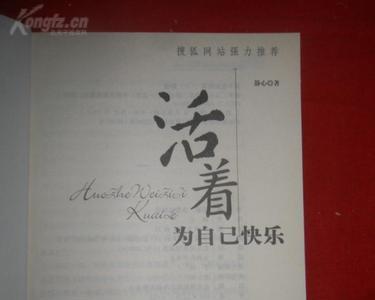 Kongfz.cn
搜狐网站强力推荐
静心◎著
活着
HuoZhe WeiZiJi
KuaiLe
为自己快乐